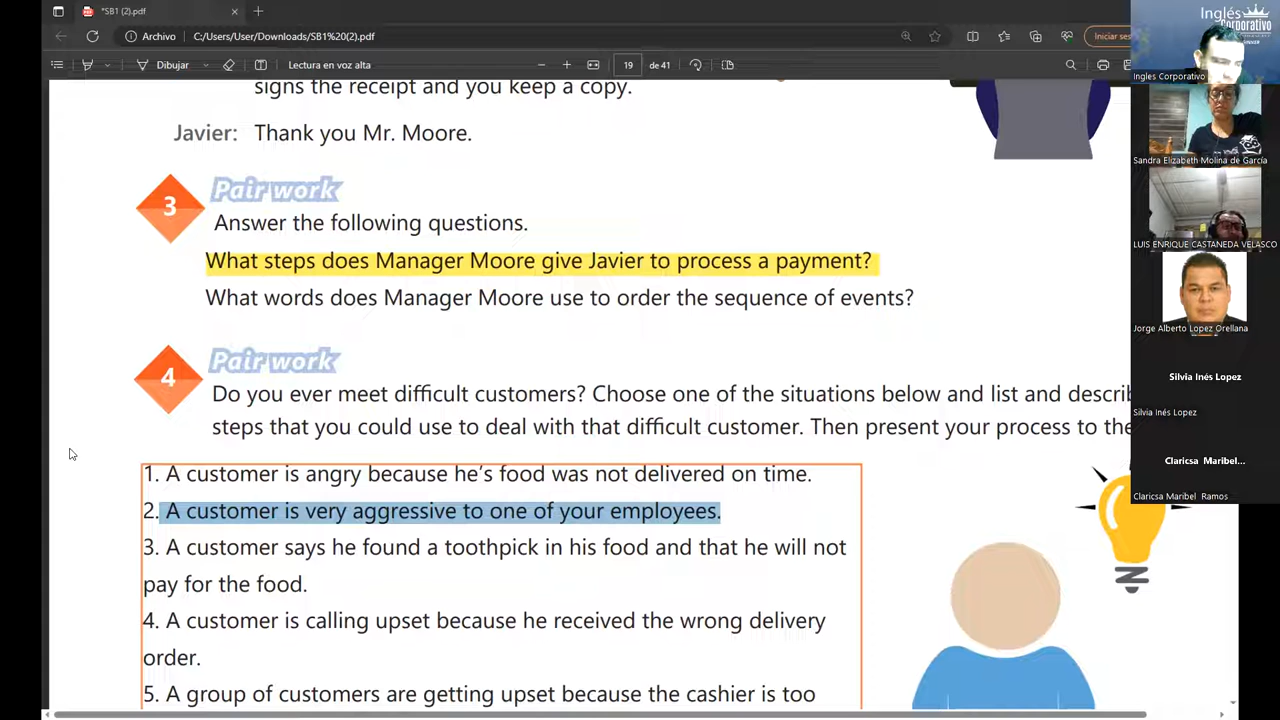 *SB1 (2).pdf
Archivo
C:/Users/User/Downloads/SB1%20(2).pdf
Iniciar ses
Dibujar
Lectura en voz alta
19
de 41
signs the receipt and you keep a copy.
Javier: Thank you Mr. Moore.
3
Pair work
Answer the following questions.
What steps does Manager Moore give Javier to process a payment?
What words does Manager Moore use to order the sequence of events?
4
Pair work
Do you ever meet difficult customers? Choose one of the situations below and list and describ
steps that you could use to deal with that difficult customer. Then present your process to the
1. A customer is angry because he's food was not delivered on time.
2. A customer is very aggressive to one of your employees.
3. A customer says he found a toothpick in his food and that he will not
pay for the food.
4. A customer is calling upset because he received the wrong delivery
order.
5. A group of customers are getting upset because the cashier is too
Inglés
Corporativo
Ingles Corporativo
Sandra Elizabeth Molina de García
LUIS ENRIQUE CASTANEDA VELASCO
Jorge Alberto Lopez Orellana
Silvia Inés Lopez
Silvia Inés Lopez
Claricsa Maribel...
Claricsa Maribel Ramos